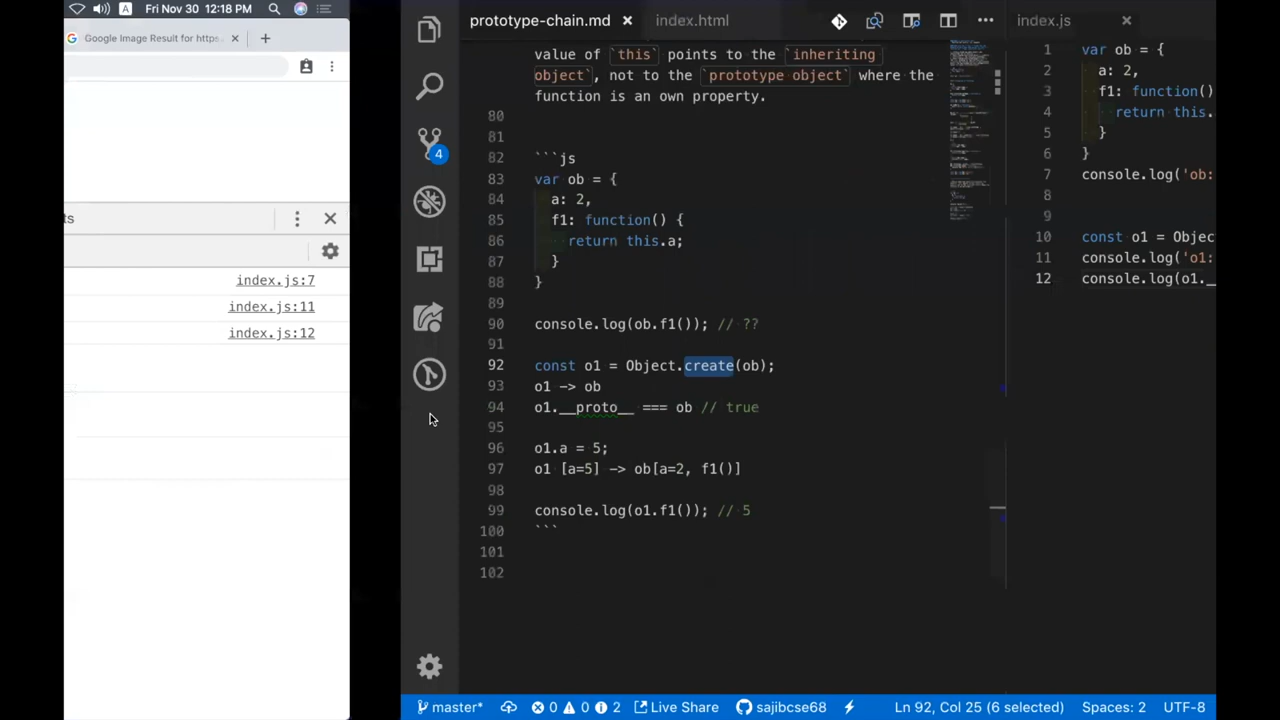 A Fri Nov 30 12:18 PM
Google Image Result for https
ts
index.js:7
index.js:11
index.js:12
4
prototype-chain.md
index.html
index.js
value of `this` points to the `inheriting
object`, not to the `prototype object` where the
function is an own property.
80
81
82 ```js
83 var ob = {
84 a: 2,
85 f1: function() {
86 return this.a;
87 }
88 }
89
90 console.log(ob.f1()); // ??
91
92 const o1 = Object.create(ob);
93 o1 -> ob
94 o1.__proto__ === ob // true
95
96 o1.a = 5;
97 o1 [a=5] -> ob[a=2, f1()]
98
99 console.log(o1.f1()); // 5
100 ```
101
102
1 var ob = {
2 a: 2,
3 f1: function()
4 return this.
5 }
6 }
7 console.log('ob:
8
9
10 const o1 = Objec
11 console.log('o1:
12 console.log(o1._
master* 0 0 2 Live Share sajibcse68 Ln 92, Col 25 (6 selected) Spaces: 2 UTF-8